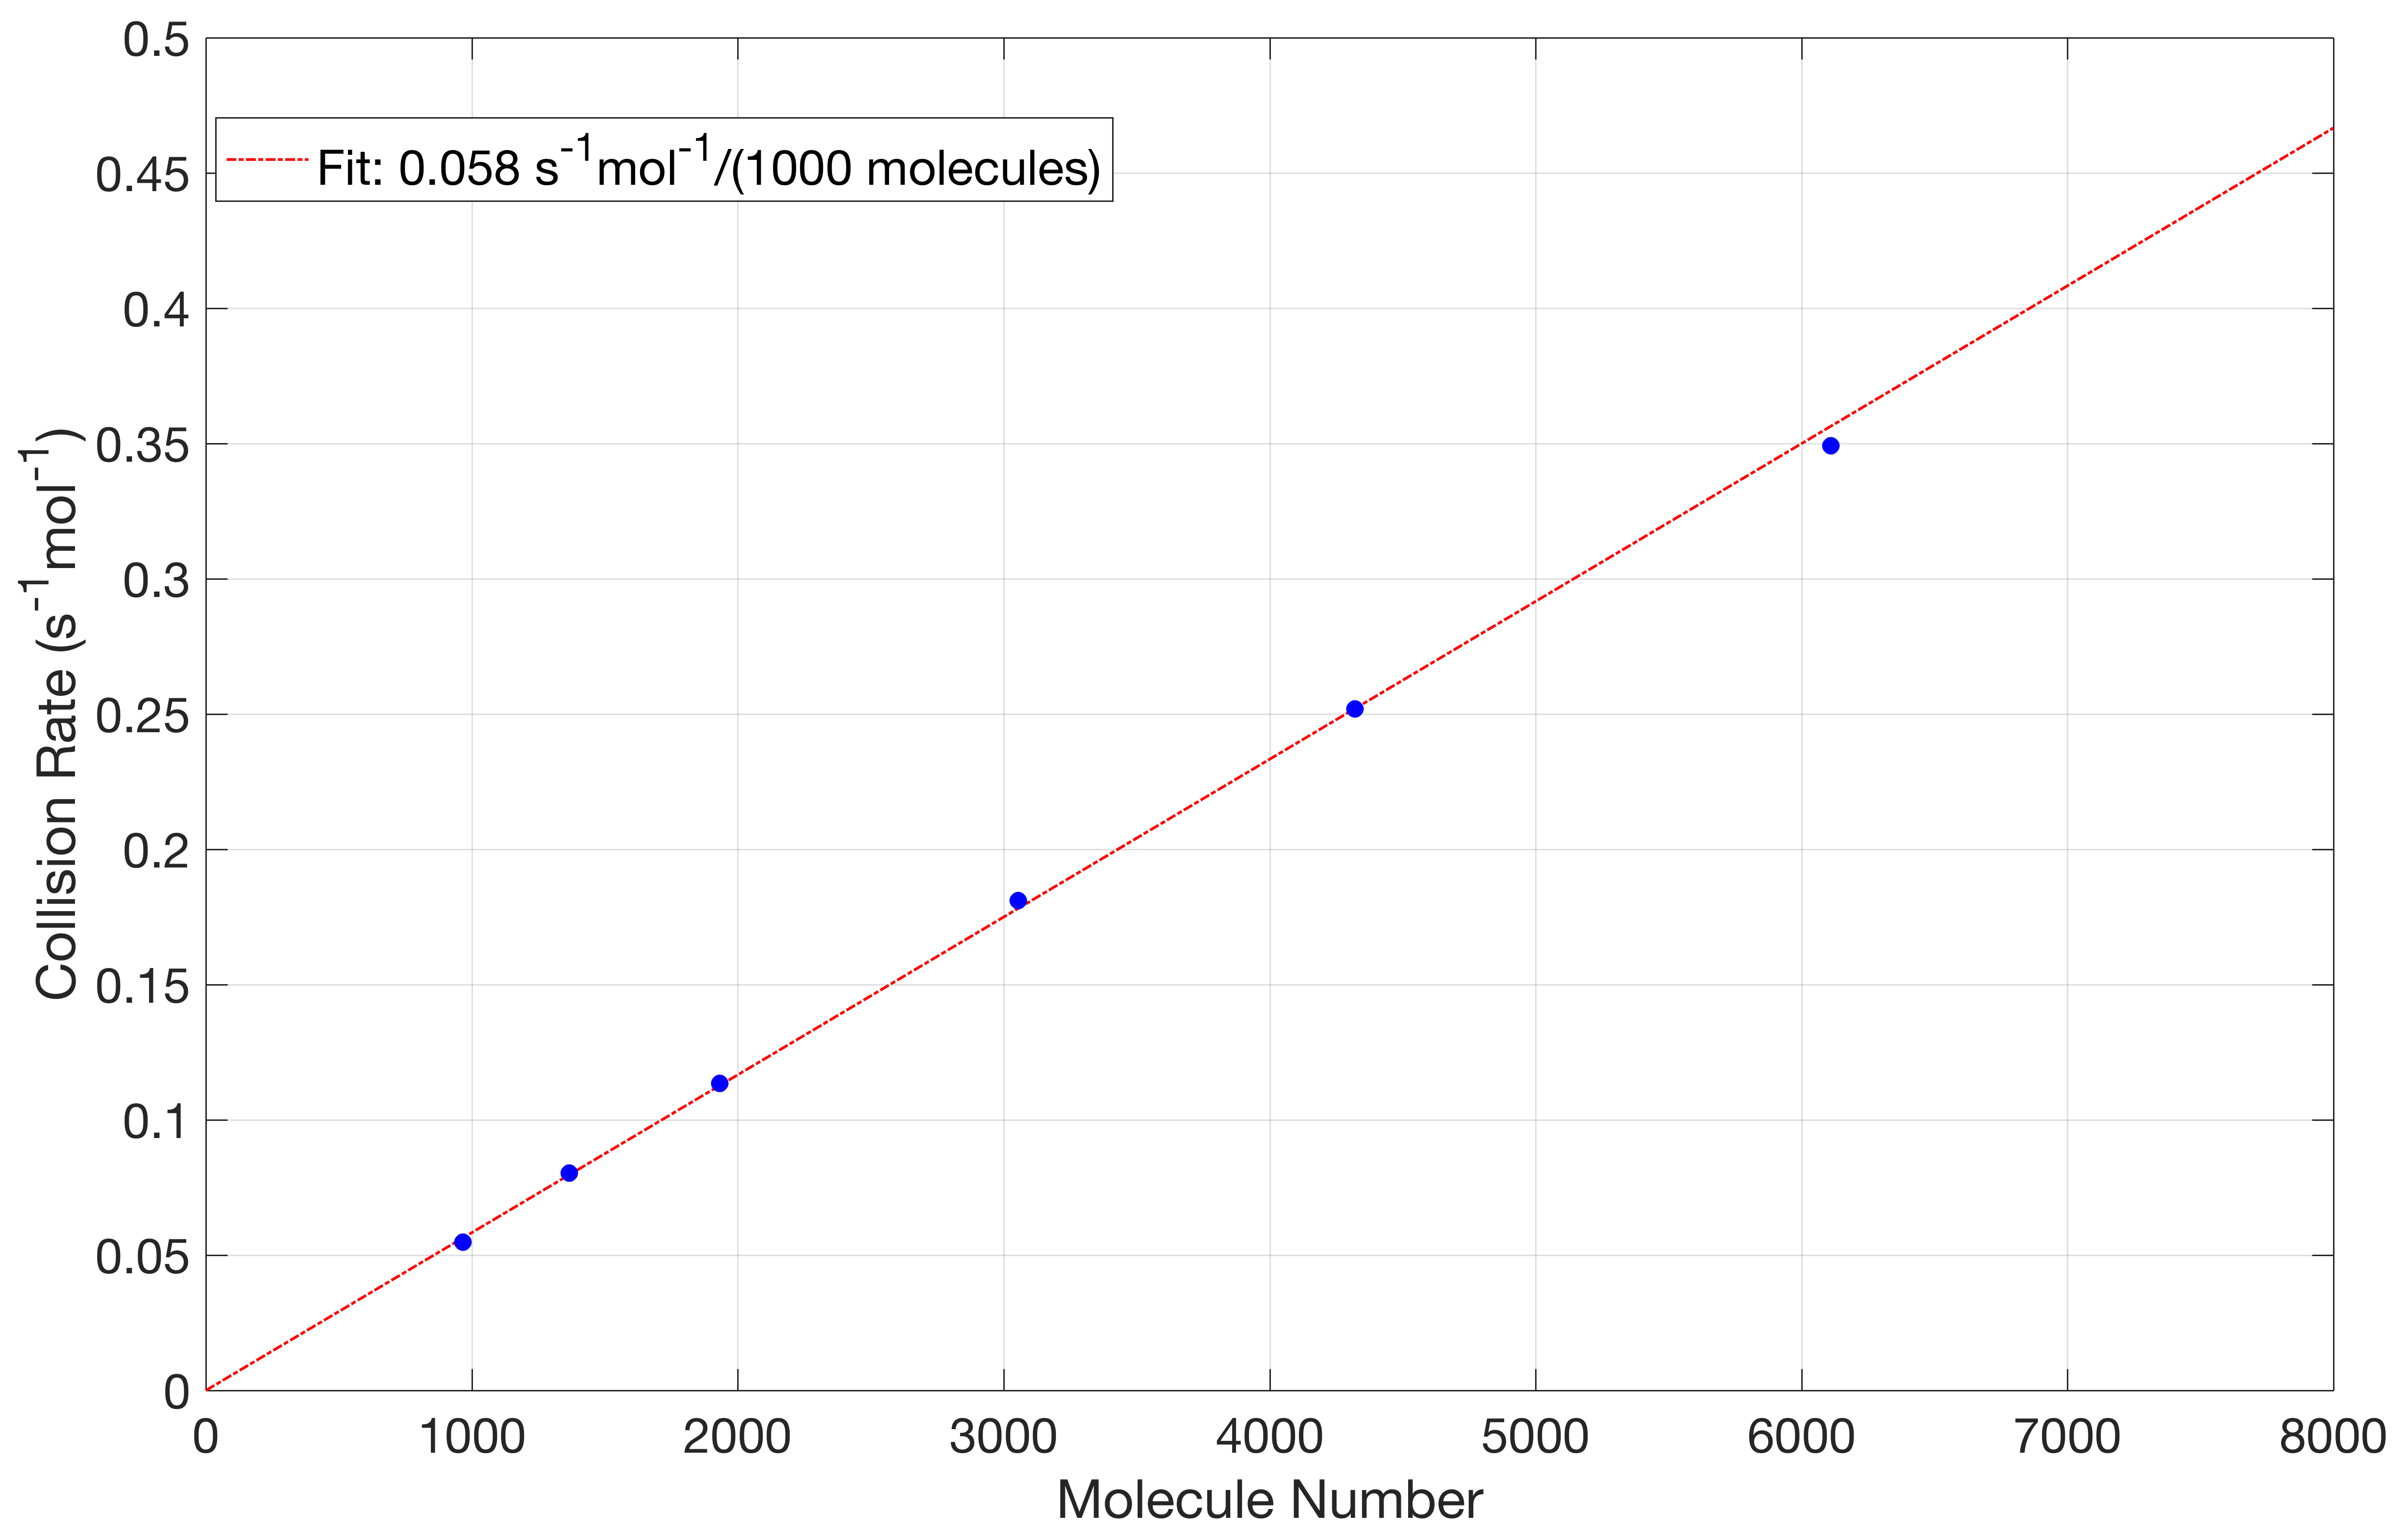 0.5
Fit: 0.058 s⁻¹mol⁻¹/(1000 molecules)
0.45
0.4
0.35
0.3
0.25
0.2
0.15
0.1
0.05
0
Collision Rate (s⁻¹mol⁻¹)
0 1000 2000 3000 4000 5000 6000 7000 8000
Molecule Number